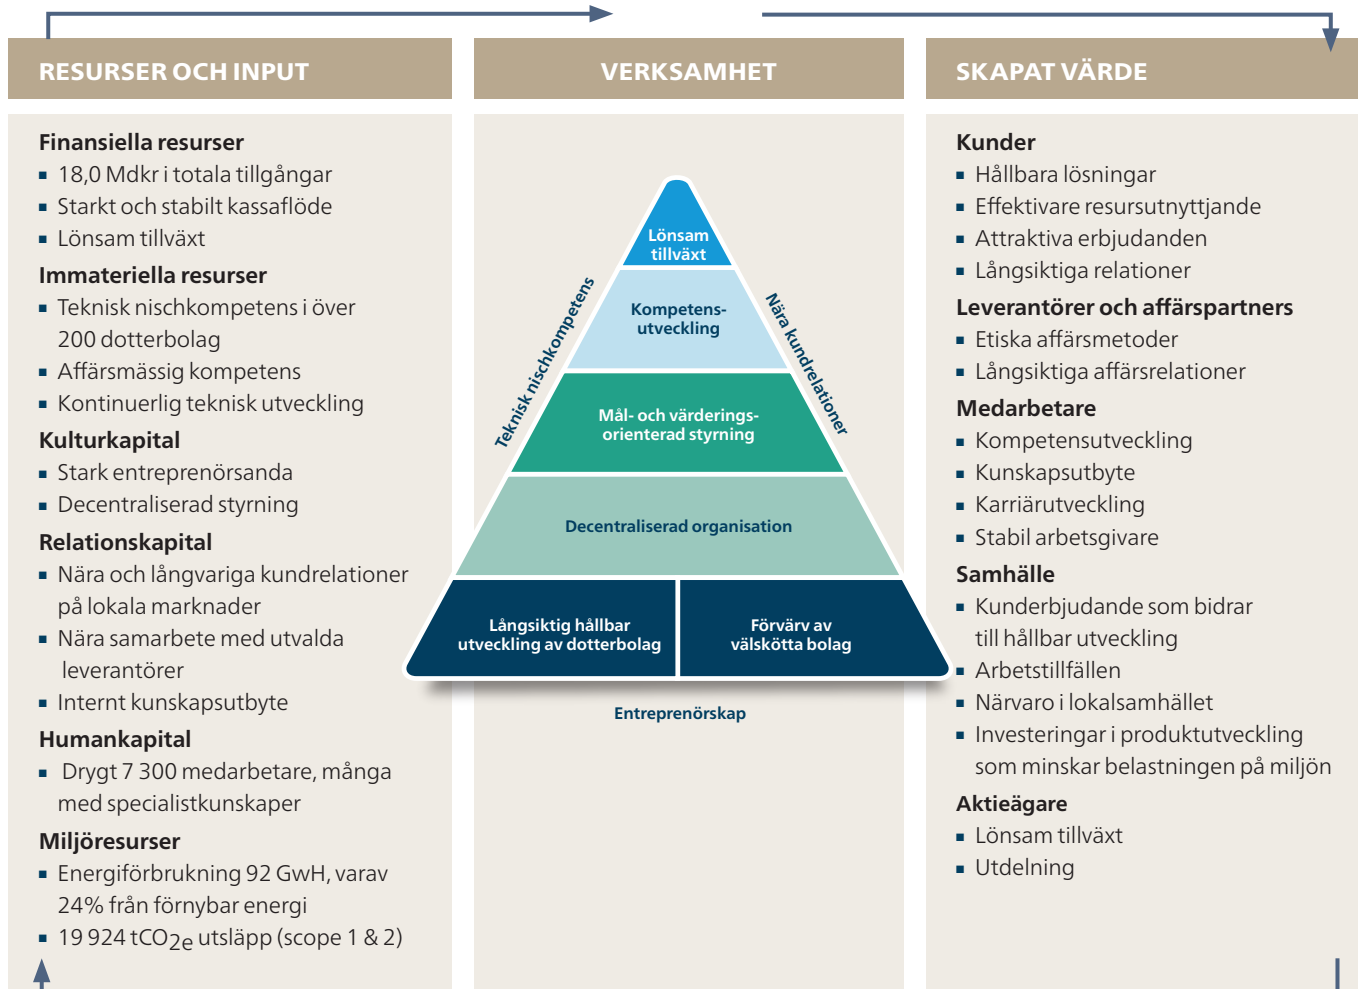 RESURSER OCH INPUT
Finansiella resurser
▪ 18,0 Mdkr i totala tillgångar
▪ Starkt och stabilt kassaflöde
▪ Lönsam tillväxt
Immateriella resurser
▪ Teknisk nischkompetens i över
200 dotterbolag
▪ Affärsmässig kompetens
▪ Kontinuerlig teknisk utveckling
Kulturkapital
▪ Stark entreprenörsanda
▪ Decentraliserad styrning
Relationskapital
▪ Nära och långvariga kundrelationer
på lokala marknader
▪ Nära samarbete med utvalda
leverantörer
▪ Internt kunskapsutbyte
Humankapital
▪ Drygt 7 300 medarbetare, många
med specialistkunskaper
Miljöresurser
▪ Energiförbrukning 92 GwH, varav
24% från förnybar energi
▪ 19 924 tCO2e utsläpp (scope 1 & 2)
VERKSAMHET
Lönsam
tillväxt
Kompetens-
utveckling
Mål- och värderings-
orienterad styrning
Decentraliserad organisation
Långsiktig hållbar
utveckling av dotterbolag
Förvärv av
välskötta bolag
Teknisk nischkompetens
Nära kundrelationer
Entreprenörskap
SKAPAT VÄRDE
Kunder
▪ Hållbara lösningar
▪ Effektivare resursutnyttjande
▪ Attraktiva erbjudanden
▪ Långsiktiga relationer
Leverantörer och affärspartners
▪ Etiska affärsmetoder
▪ Långsiktiga affärsrelationer
Medarbetare
▪ Kompetensutveckling
▪ Kunskapsutbyte
▪ Karriärutveckling
▪ Stabil arbetsgivare
Samhälle
▪ Kunderbjudande som bidrar
till hållbar utveckling
▪ Arbetstillfällen
▪ Närvaro i lokalsamhället
▪ Investeringar i produktutveckling
som minskar belastningen på miljön
Aktieägare
▪ Lönsam tillväxt
▪ Utdelning